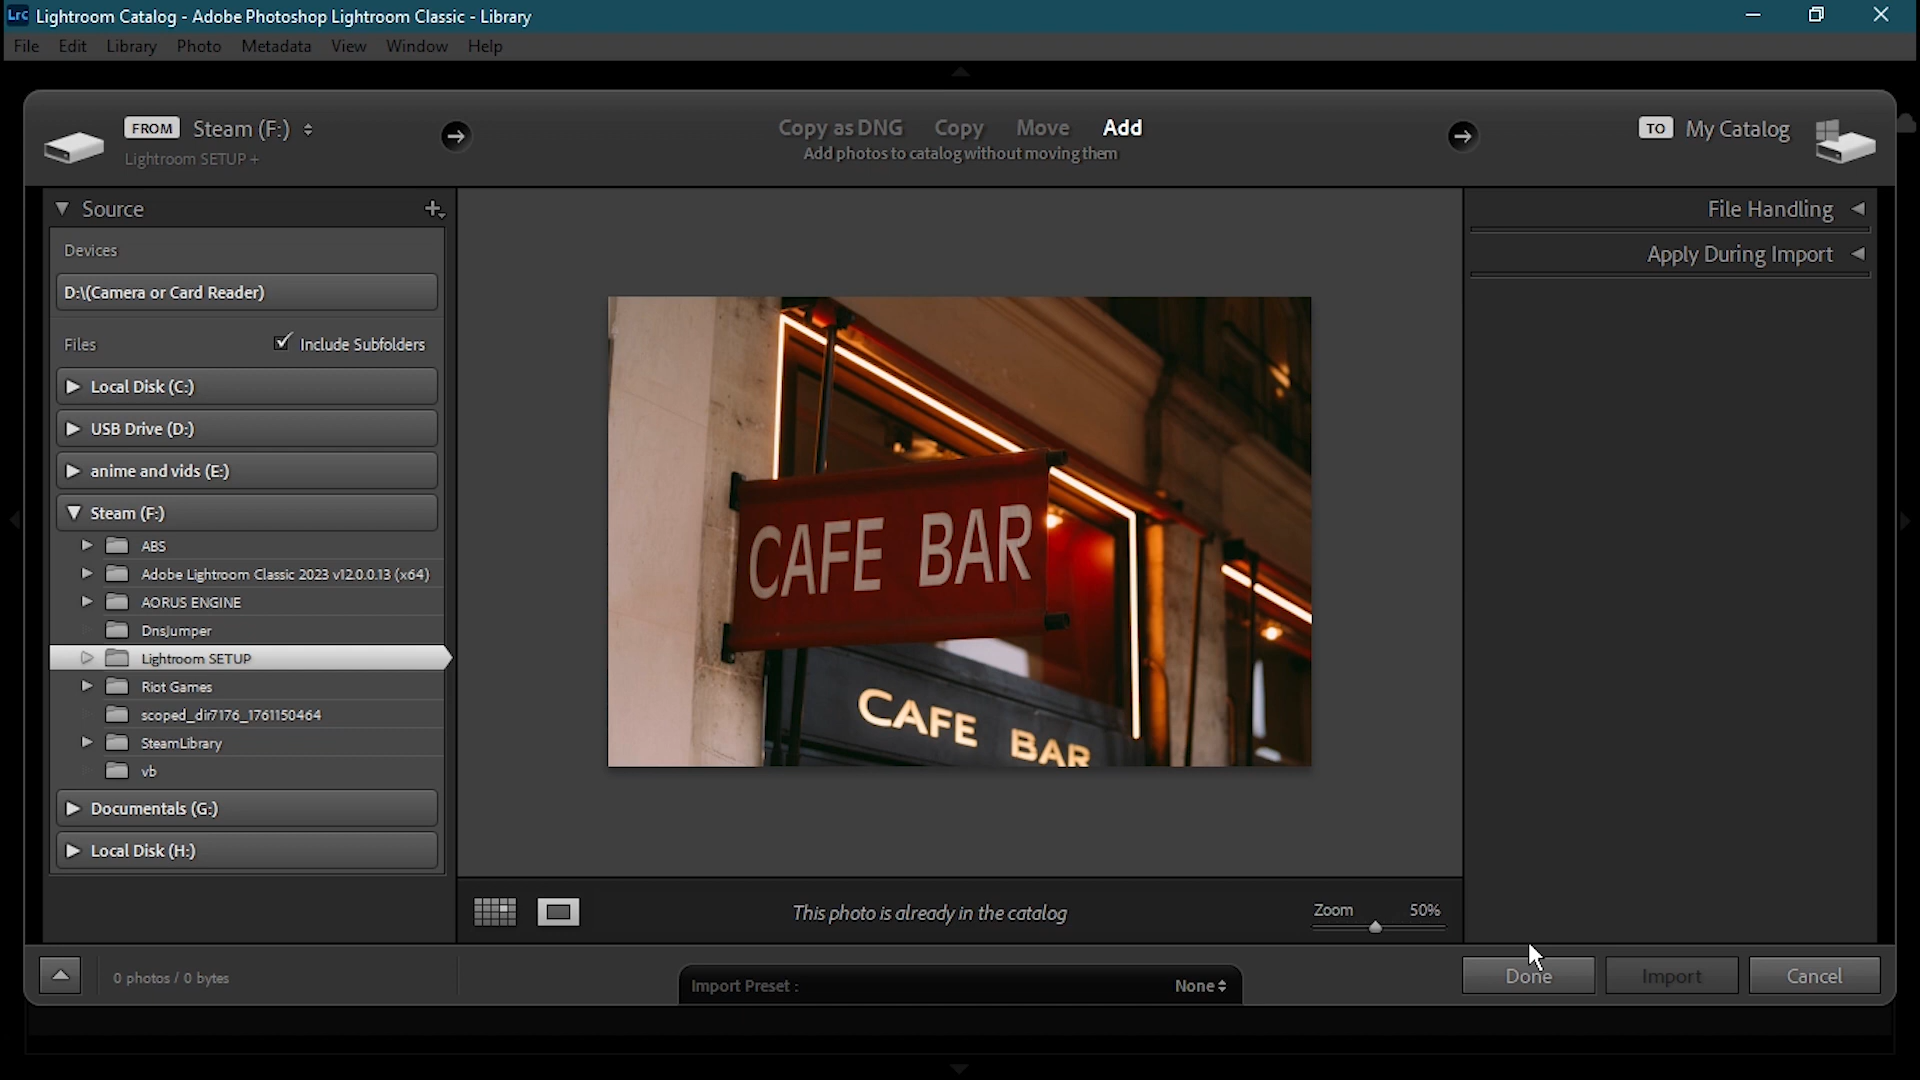 Lrc Lightroom Catalog - Adobe Photoshop Lightroom Classic - Library
File Edit Library Photo Metadata View Window Help
FROM Steam (F:)
Lightroom SETUP +
Copy as DNG Copy Move Add
Add photos to catalog without moving them
TO My Catalog
Source
Devices
D:\(Camera or Card Reader)
Files
Include Subfolders
Local Disk (C:)
USB Drive (D:)
anime and vids (E:)
Steam (F:)
ABS
Adobe Lightroom Classic 2023 v12.0.0.13 (x64)
AORUS ENGINE
DnsJumper
Lightroom SETUP
Riot Games
scoped_dir7176_1761150464
SteamLibrary
vb
Documentals (G:)
Local Disk (H:)
CAFE BAR
CAFE BAR
File Handling
Apply During Import
This photo is already in the catalog
Zoom 50%
0 photos / 0 bytes
Import Preset : None
Done Import Cancel